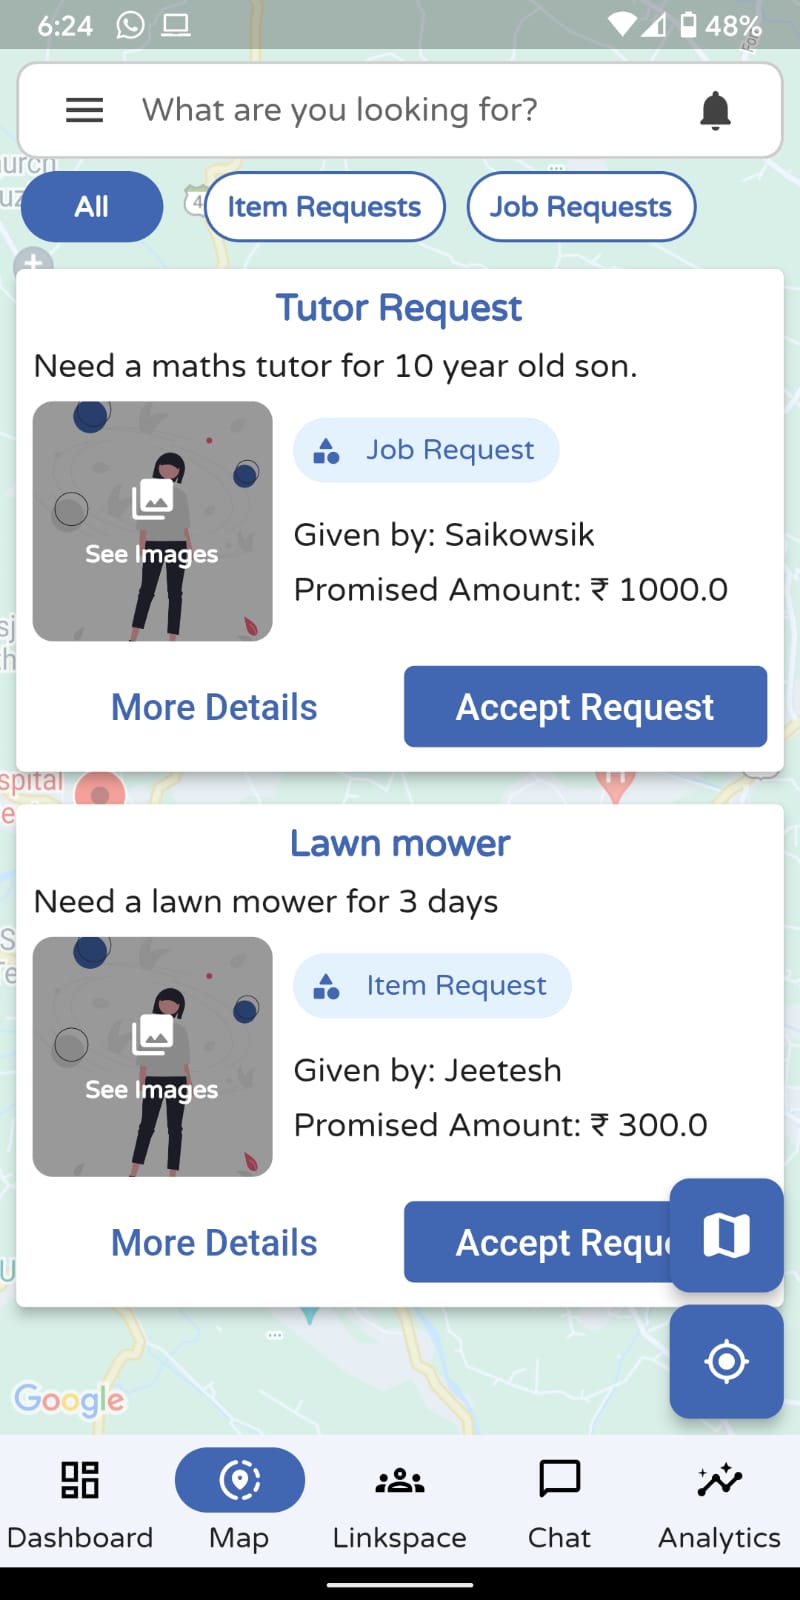 6:24
48%
What are you looking for?
All
Item Requests
Job Requests
Tutor Request
Need a maths tutor for 10 year old son.
See Images
Job Request
Given by: Saikowsik
Promised Amount: ₹ 1000.0
More Details
Accept Request
Lawn mower
Need a lawn mower for 3 days
See Images
Item Request
Given by: Jeetesh
Promised Amount: ₹ 300.0
More Details
Accept Reque
Google
Dashboard
Map
Linkspace
Chat
Analytics